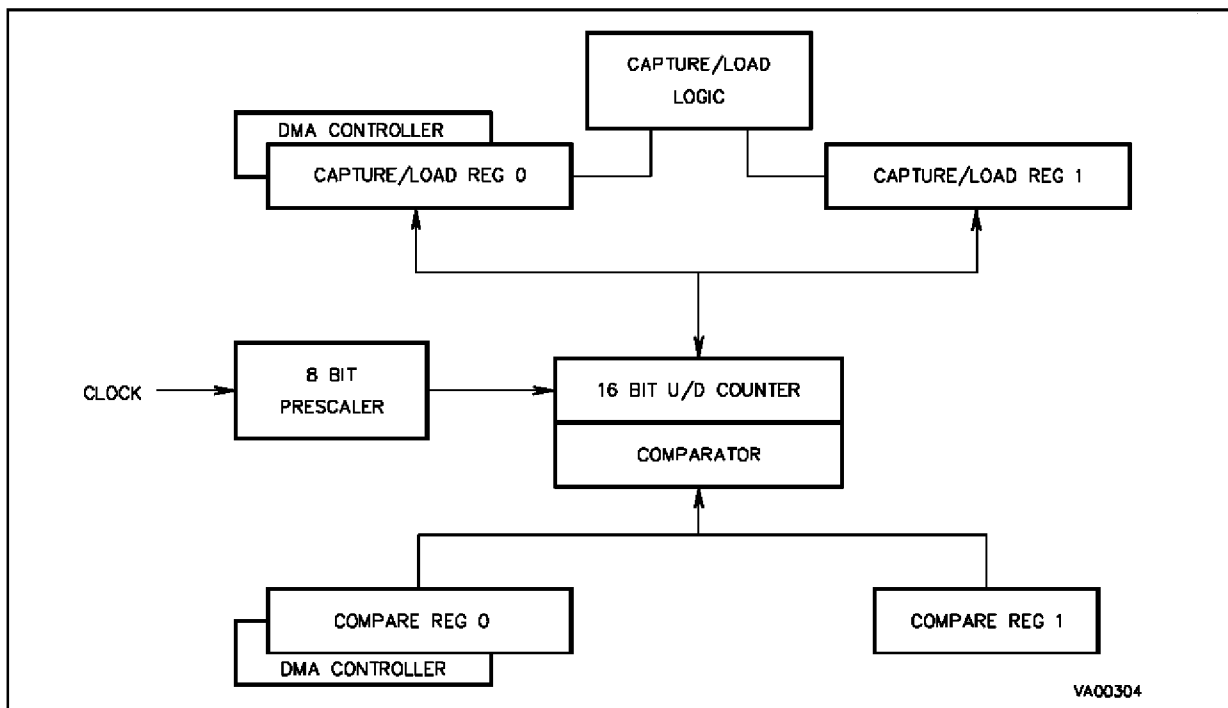 CAPTURE/LOAD
LOGIC
DMA CONTROLLER
CAPTURE/LOAD REG 0
CAPTURE/LOAD REG 1
CLOCK
8 BIT
PRESCALER
16 BIT U/D COUNTER
COMPARATOR
COMPARE REG 0
COMPARE REG 1
DMA CONTROLLER
VA00304